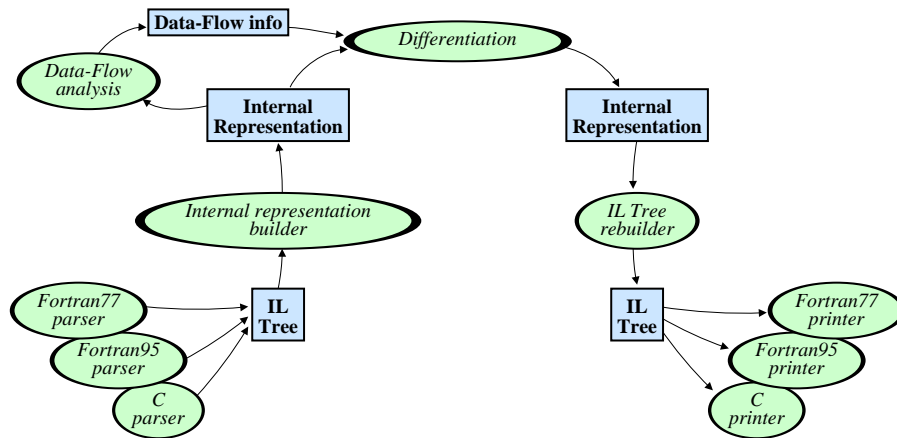 Data-Flow info
Differentiation
Data-Flow
analysis
Internal
Representation
Internal
Representation
Internal representation
builder
IL Tree
rebuilder
Fortran77
parser
IL
Tree
Fortran95
parser
C
parser
IL
Tree
Fortran77
printer
Fortran95
printer
C
printer